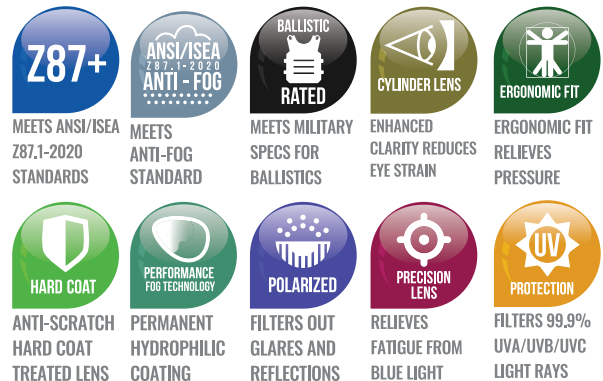 Z87+
MEETS ANSI/ISEA
Z87.1-2020
STANDARDS
ANSI/ISEA
Z87.1-2020
ANTI - FOG
MEETS
ANTI-FOG
STANDARD
BALLISTIC
RATED
MEETS MILITARY
SPECS FOR
BALLISTICS
CYLINDER LENS
ENHANCED
CLARITY REDUCES
EYE STRAIN
ERGONOMIC FIT
ERGONOMIC FIT
RELIEVES
PRESSURE
HARD COAT
ANTI-SCRATCH
HARD COAT
TREATED LENS
PERFORMANCE
FOG TECHNOLOGY
PERMANENT
HYDROPHILIC
COATING
POLARIZED
FILTERS OUT
GLARES AND
REFLECTIONS
PRECISION
LENS
RELIEVES
FATIGUE FROM
BLUE LIGHT
UV
PROTECTION
FILTERS 99.9%
UVA/UVB/UVC
LIGHT RAYS